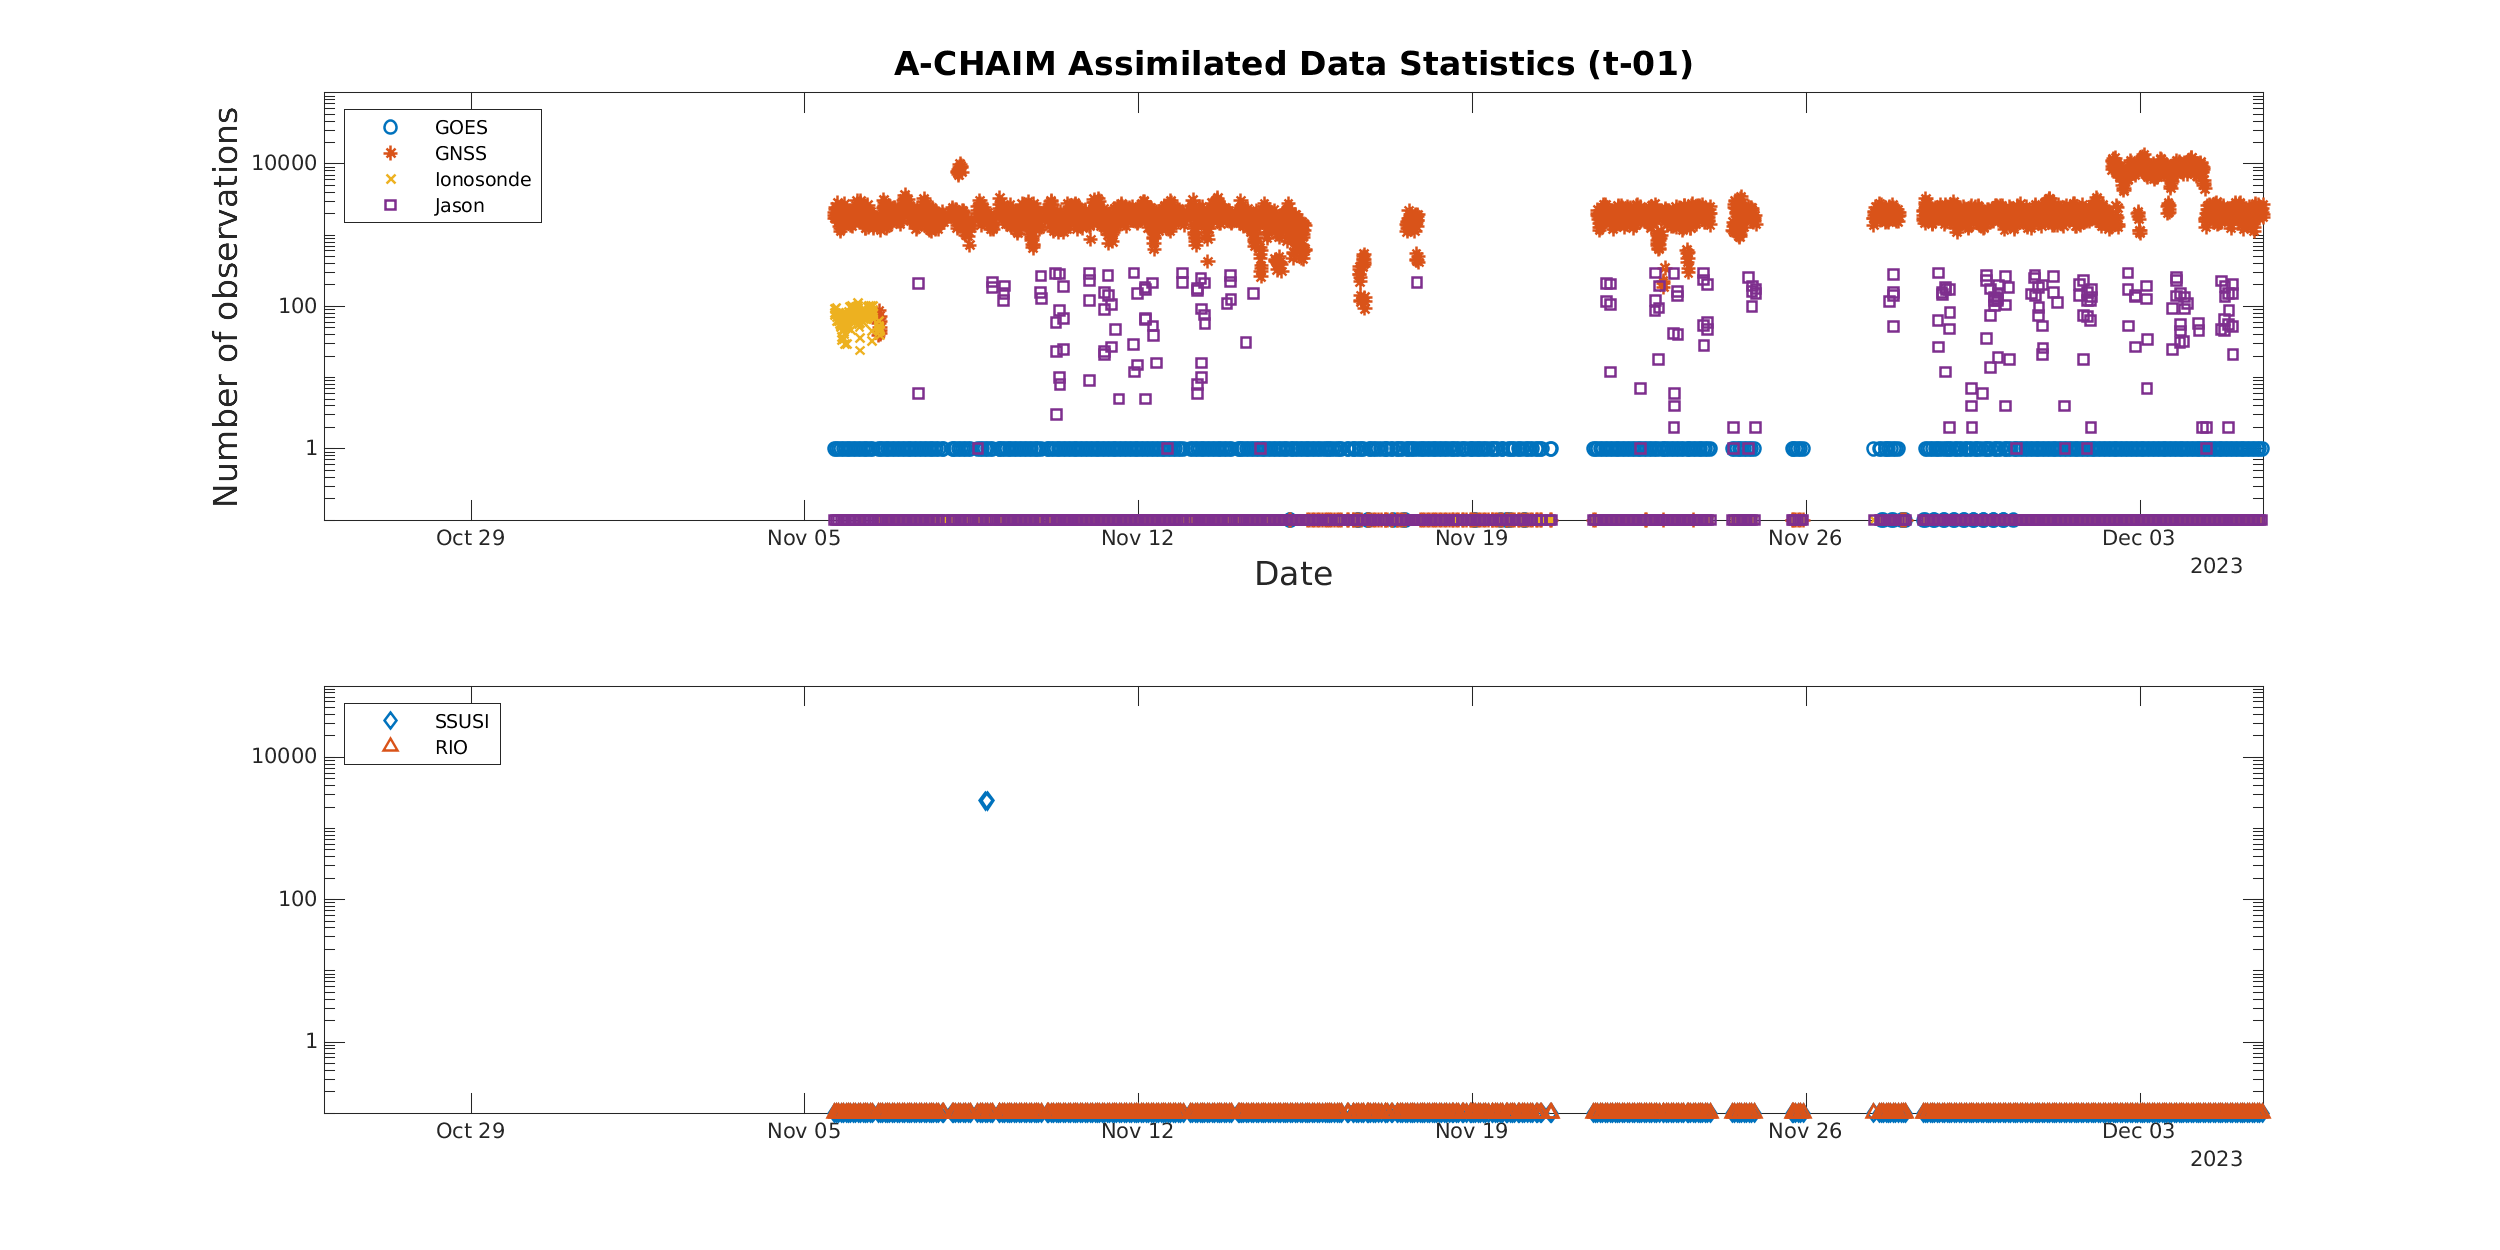 A-CHAIM Assimilated Data Statistics (t-01)
Number of observations
GOES
GNSS
Ionosonde
Jason
10000
100
1
Oct 29 Nov 05 Nov 12 Nov 19 Nov 26 Dec 03
2023
Date
SSUSI
RIO
10000
100
1
Oct 29 Nov 05 Nov 12 Nov 19 Nov 26 Dec 03
2023